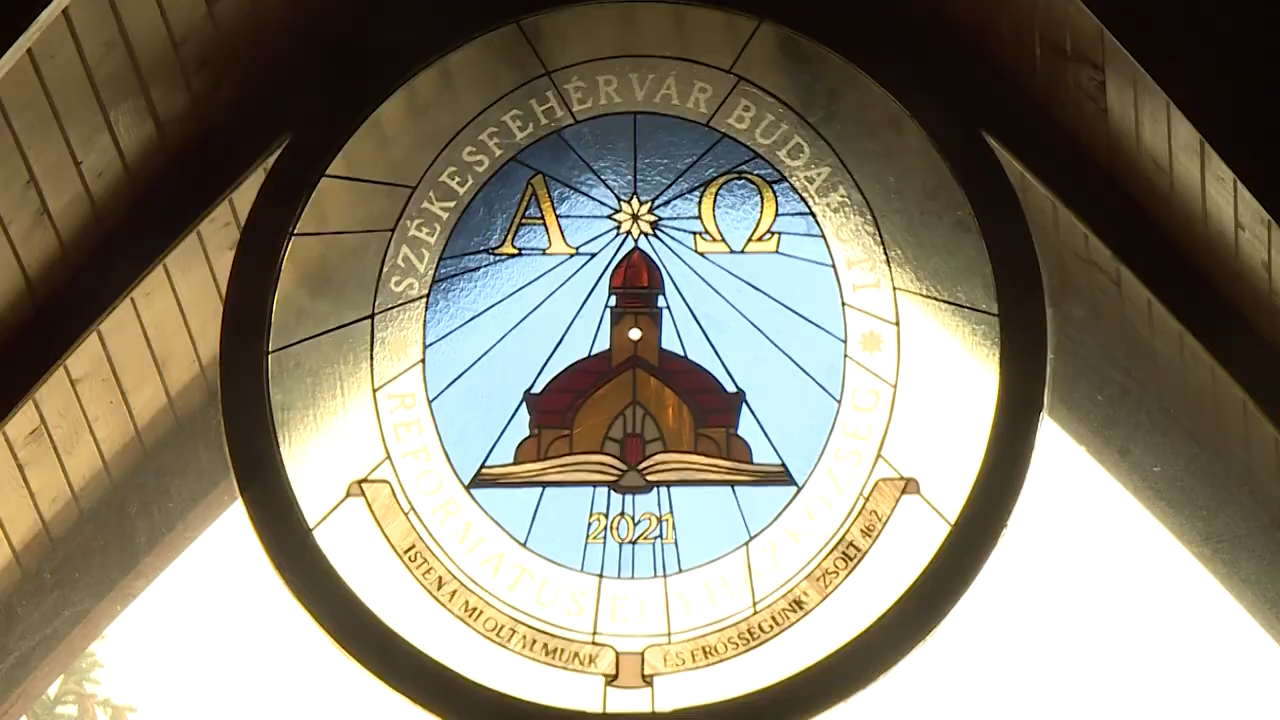 SZÉKESFEHÉRVÁR BUDAI ÚTI
Α Ω
2021
REFORMÁTUS EGYHÁZKÖZSÉG
ISTEN A MI OLTALMUNK
ÉS ERŐSSÉGÜNK! ZSOLT 46:2